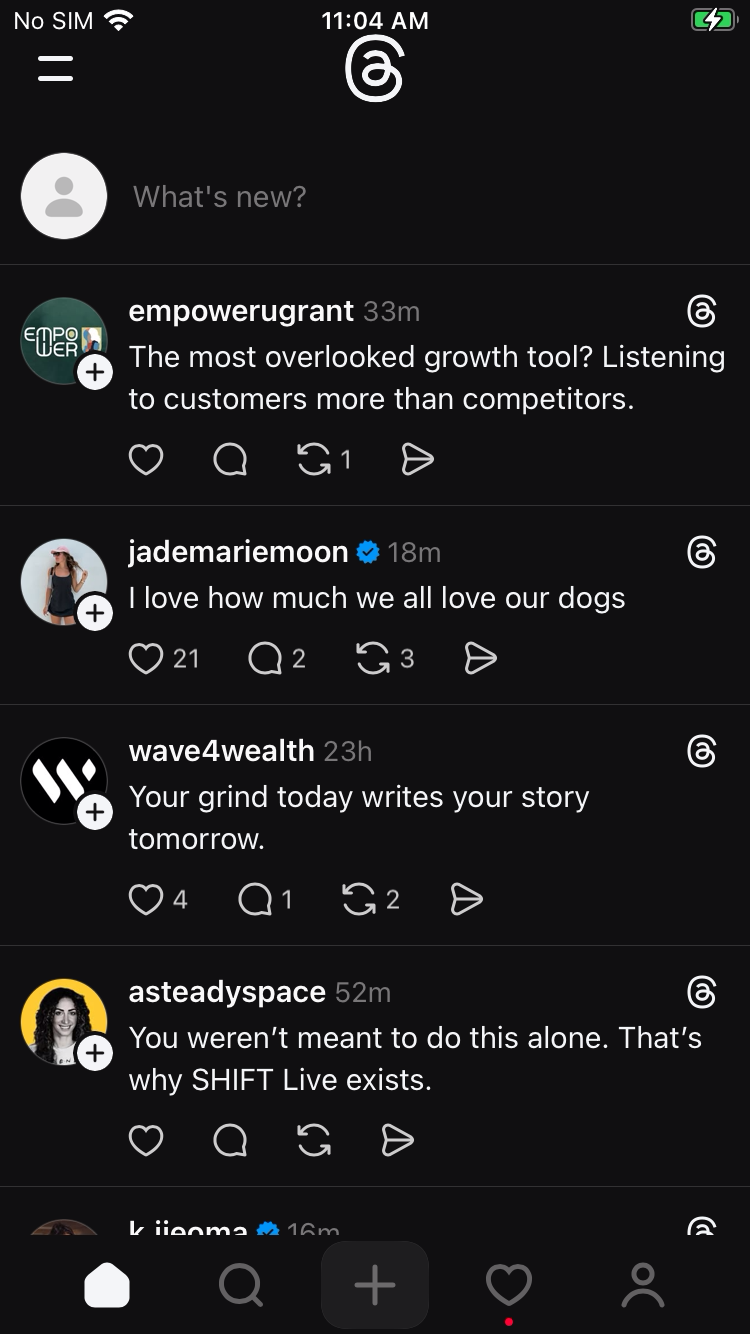 No SIM 11:04 AM
What's new?
empowerugrant 33m
EMPO
WER
The most overlooked growth tool? Listening
to customers more than competitors.
1
jademariemoon 18m
I love how much we all love our dogs
21 2 3
wave4wealth 23h
Your grind today writes your story
tomorrow.
4 1 2
asteadyspace 52m
You weren’t meant to do this alone. That’s
why SHIFT Live exists.
k.ijeoma 16m